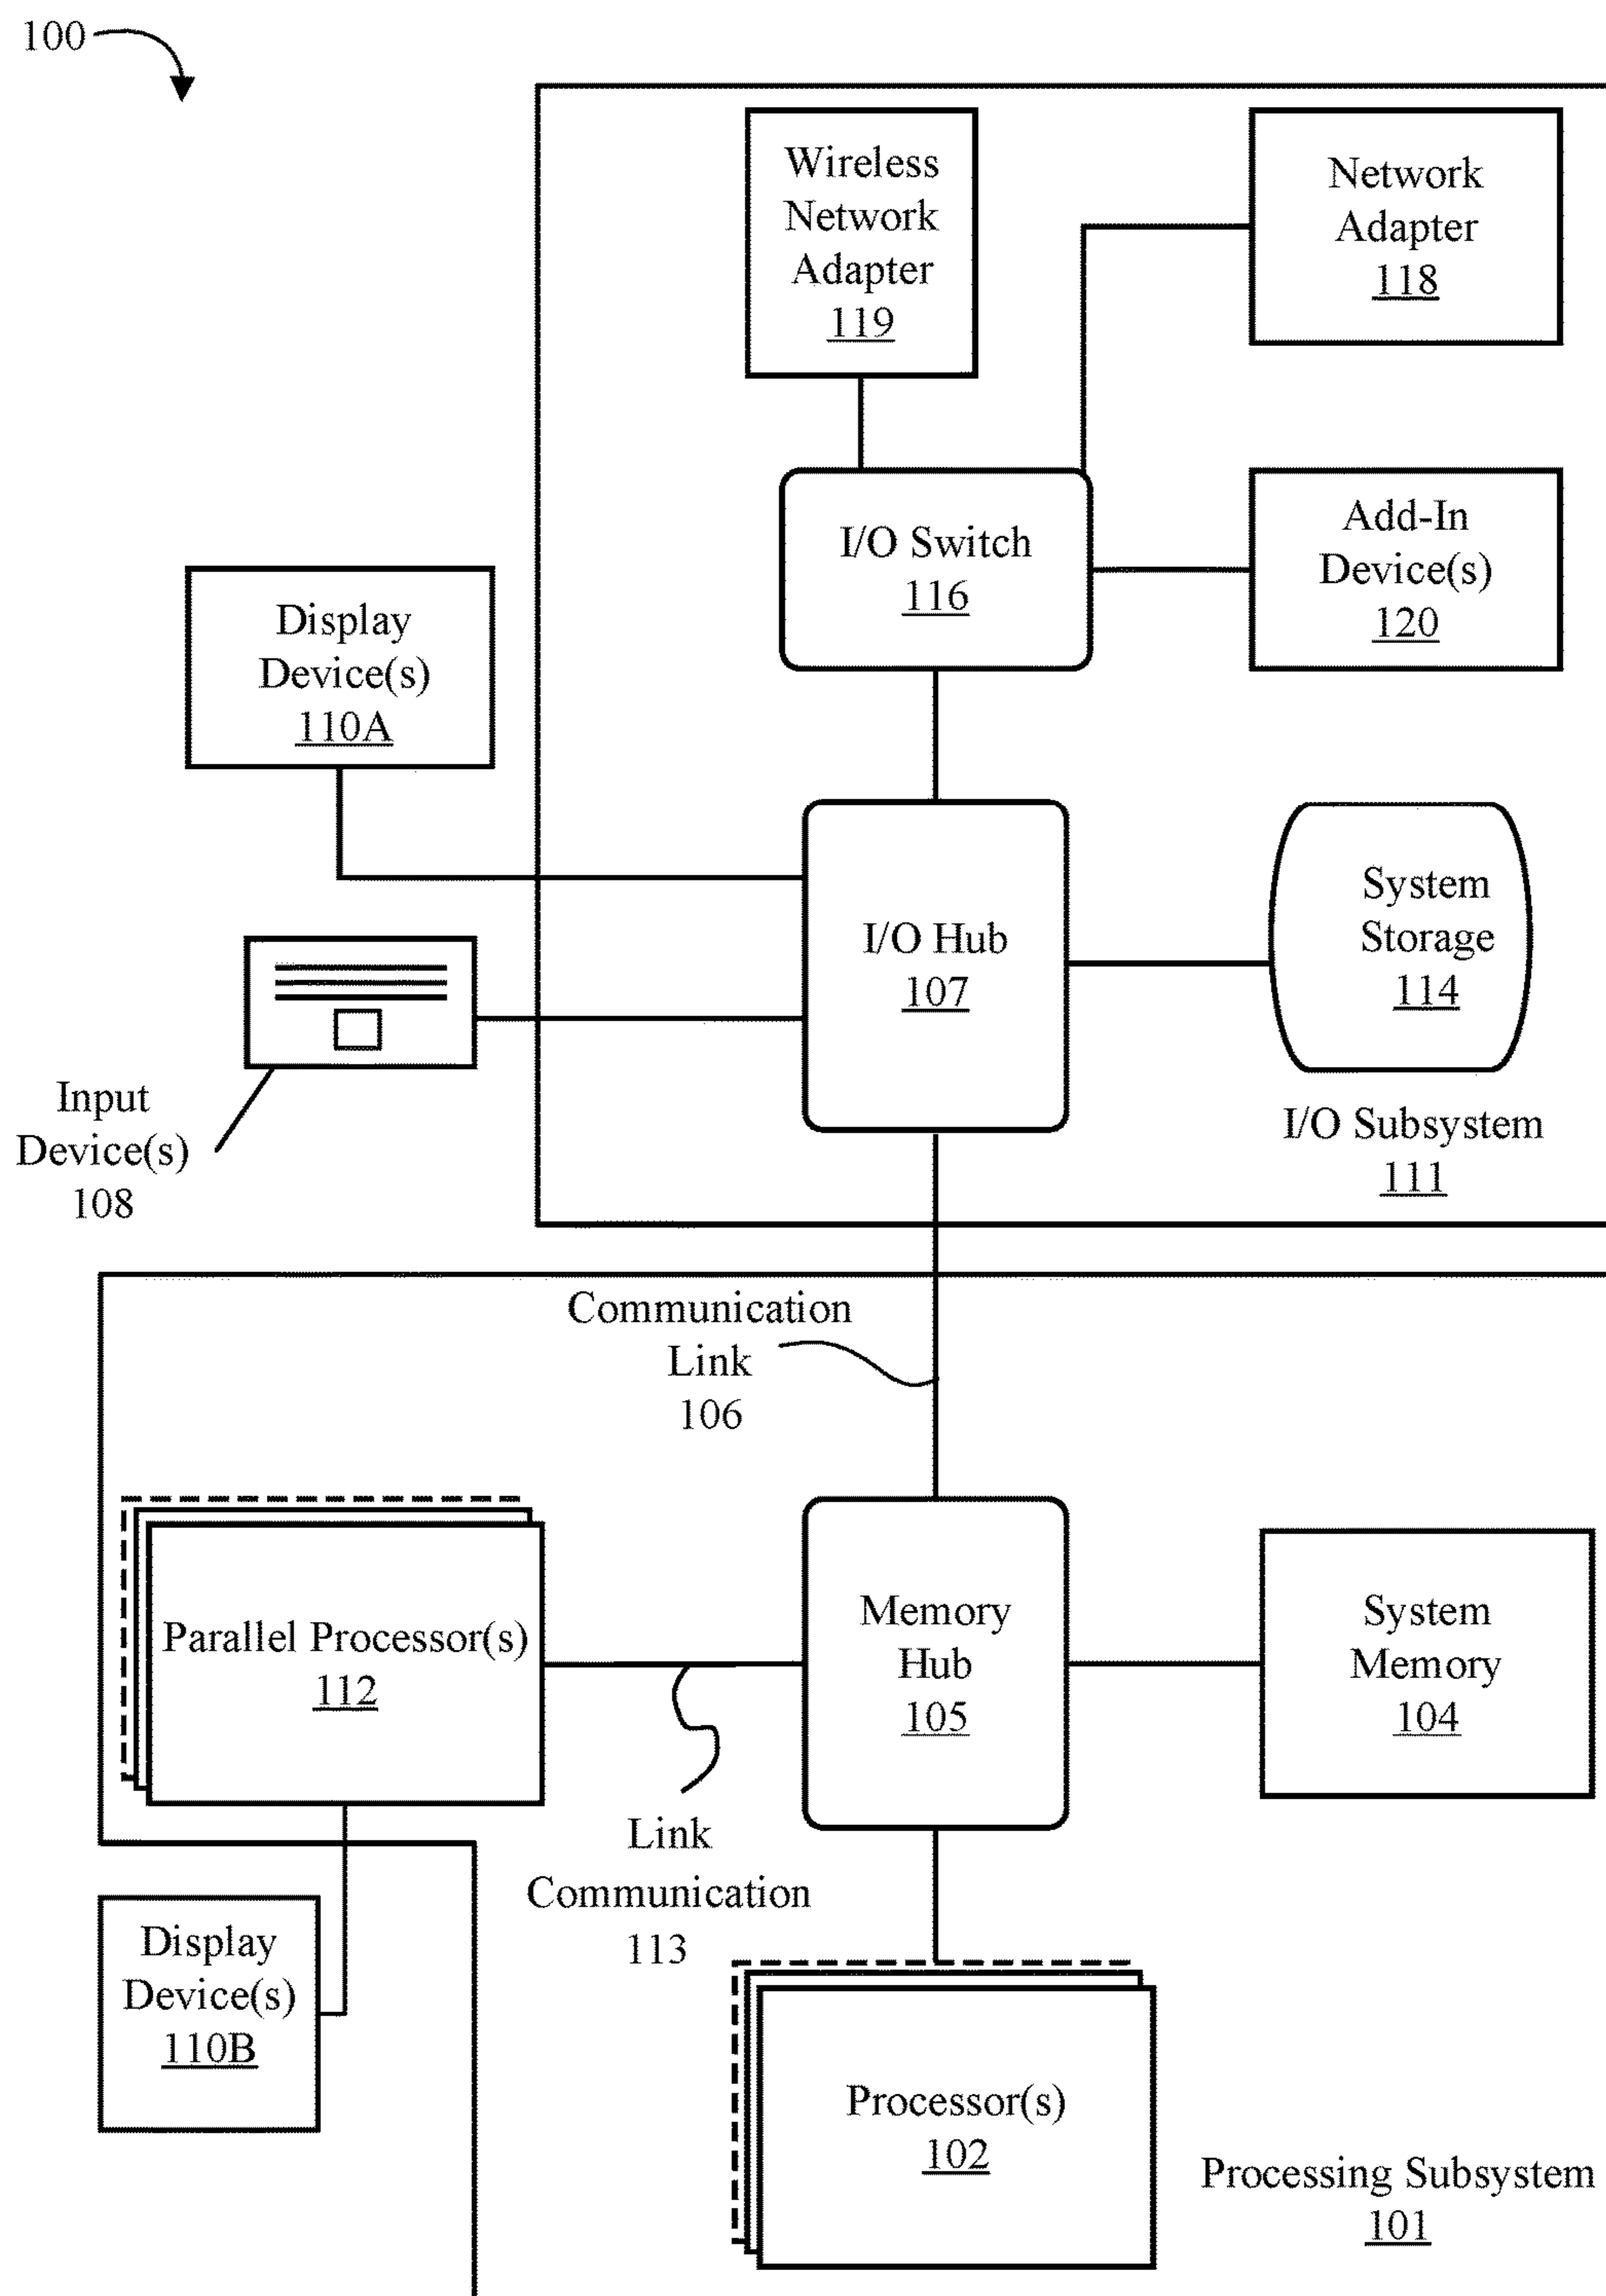 100
Wireless
Network
Adapter
119
Network
Adapter
118
I/O Switch
116
Add-In
Device(s)
120
Display
Device(s)
110A
I/O Hub
107
System
Storage
114
Input
Device(s)
108
I/O Subsystem
111
Communication
Link
106
Parallel Processor(s)
112
Memory
Hub
105
System
Memory
104
Link
Communication
113
Display
Device(s)
110B
Processor(s)
102
Processing Subsystem
101